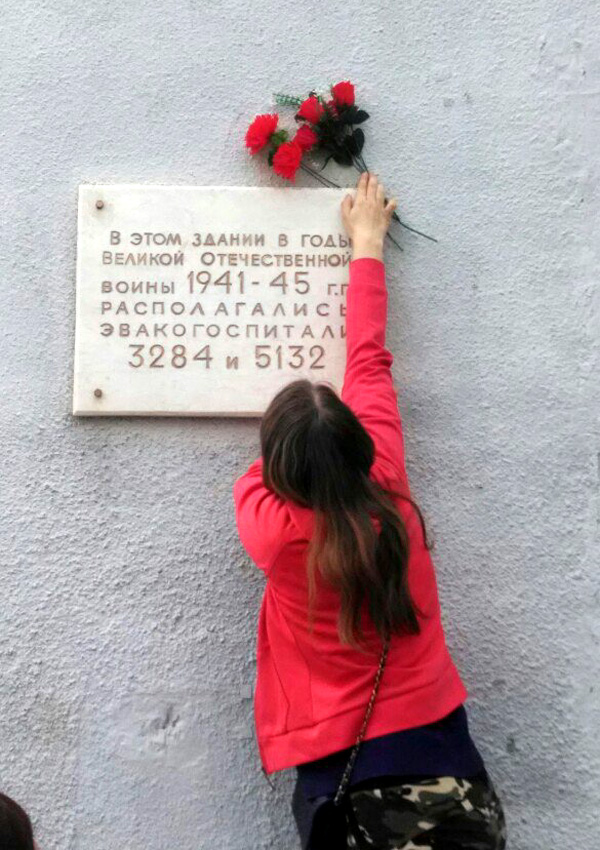 В ЭТОМ ЗДАНИИ В ГОДЫ
ВЕЛИКОЙ ОТЕЧЕСТВЕННОЙ
ВОИНЫ 1941-45 Г.Г
РАСПОЛАГАЛИСЬ
ЭВАКОГОСПИТАЛИ
3284 И 5132